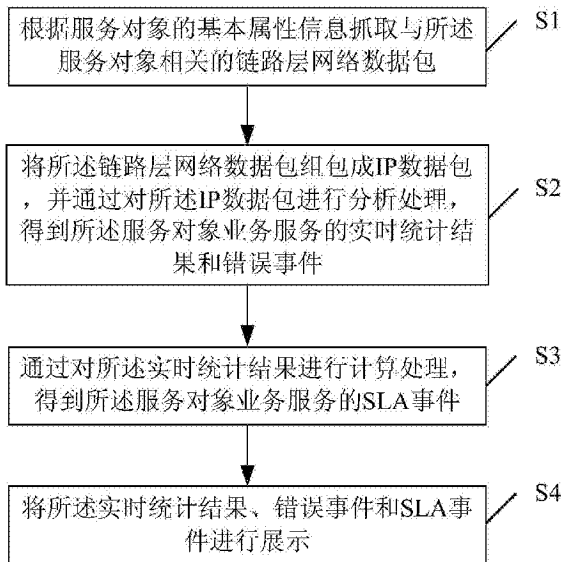 根据服务对象的基本属性信息抓取与所述
服务对象相关的链路层网络数据包
S1
将所述链路层网络数据包组包成IP数据包
，并通过对所述IP数据包进行分析处理，
得到所述服务对象业务服务的实时统计结
果和错误事件
S2
通过对所述实时统计结果进行计算处理，
得到所述服务对象业务服务的SLA事件
S3
将所述实时统计结果、错误事件和SLA事
件进行展示
S4